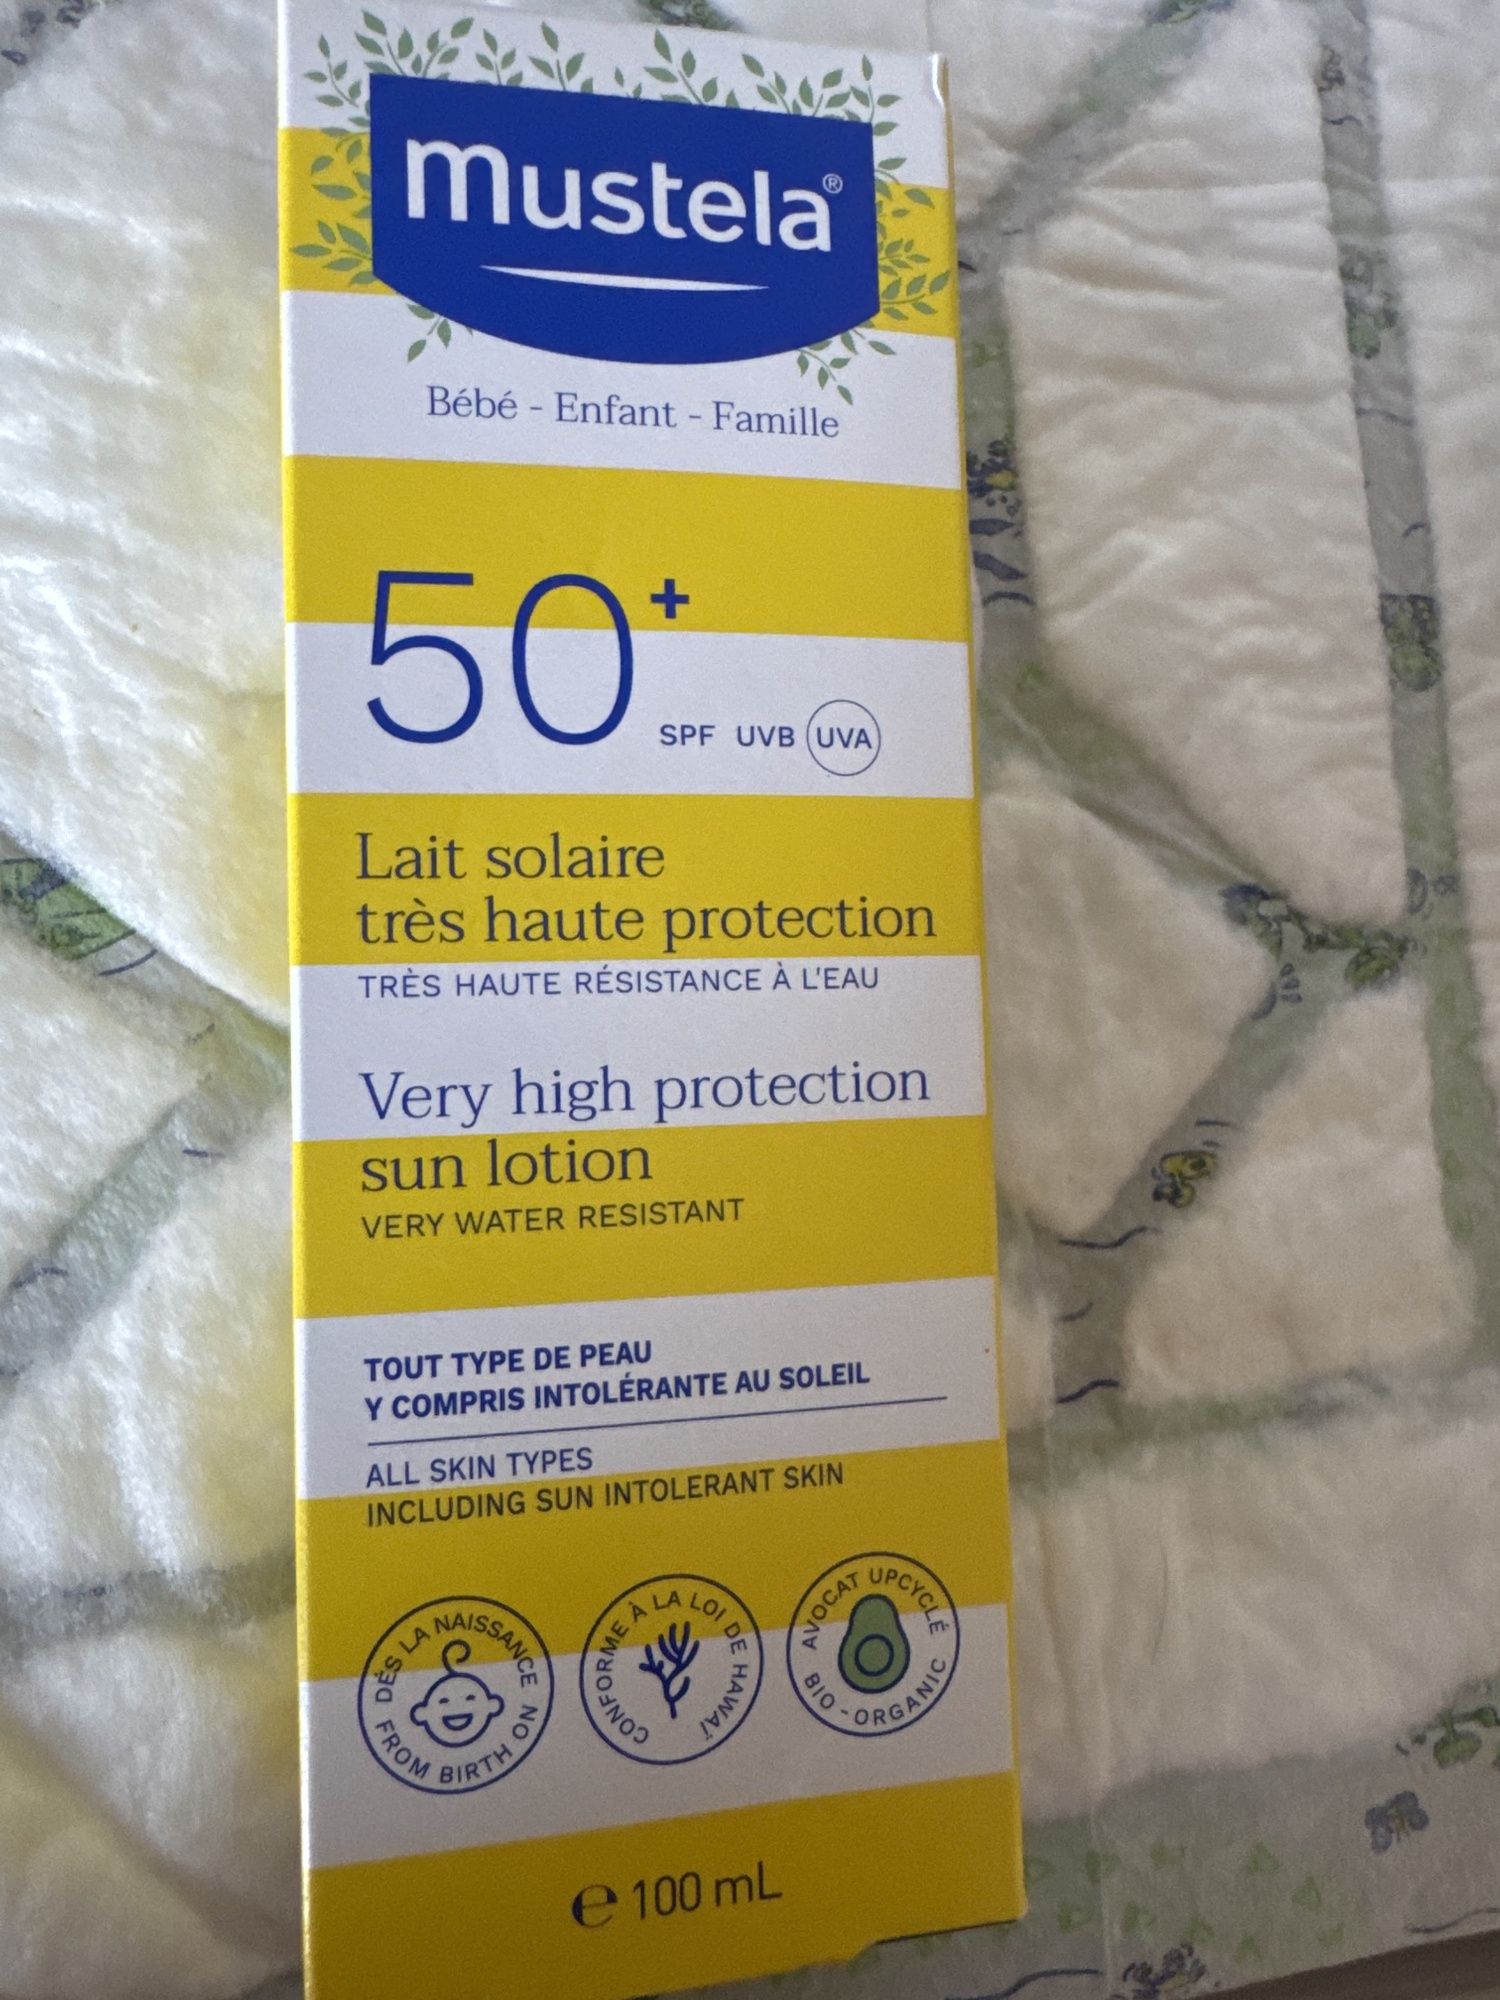 mustela®
Bébé - Enfant - Famille
50+
SPF UVB UVA
Lait solaire
très haute protection
TRÈS HAUTE RÉSISTANCE À L'EAU
Very high protection
sun lotion
VERY WATER RESISTANT
TOUT TYPE DE PEAU
Y COMPRIS INTOLÉRANTE AU SOLEIL
ALL SKIN TYPES
INCLUDING SUN INTOLERANT SKIN
DÈS LA NAISSANCE
FROM BIRTH ON
CONFORME À LA LOI DE HAWAÏ
AVOCAT UPCYCLÉ
BIO - ORGANIC
℮ 100 mL